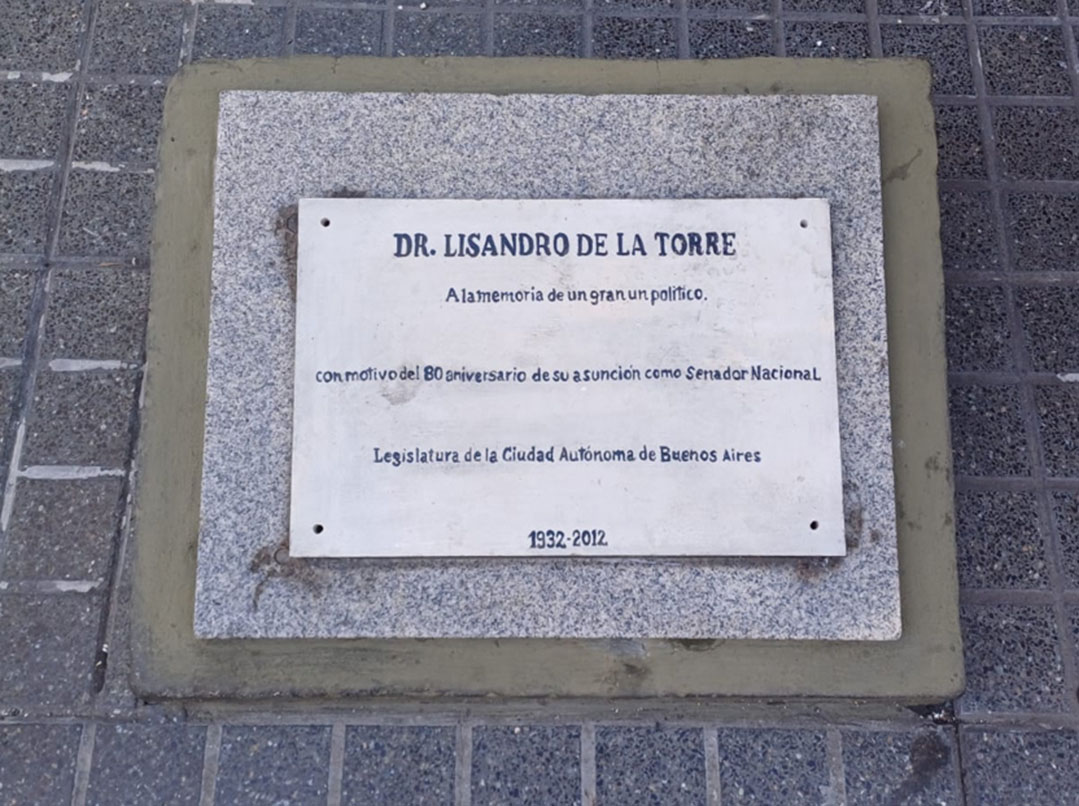 DR. LISANDRO DE LA TORRE
A la memoria de un gran un político.
con motivo del 80 aniversario de su asunción como Senador Nacional
Legislatura de la Ciudad Autónoma de Buenos Aires
1932-2012